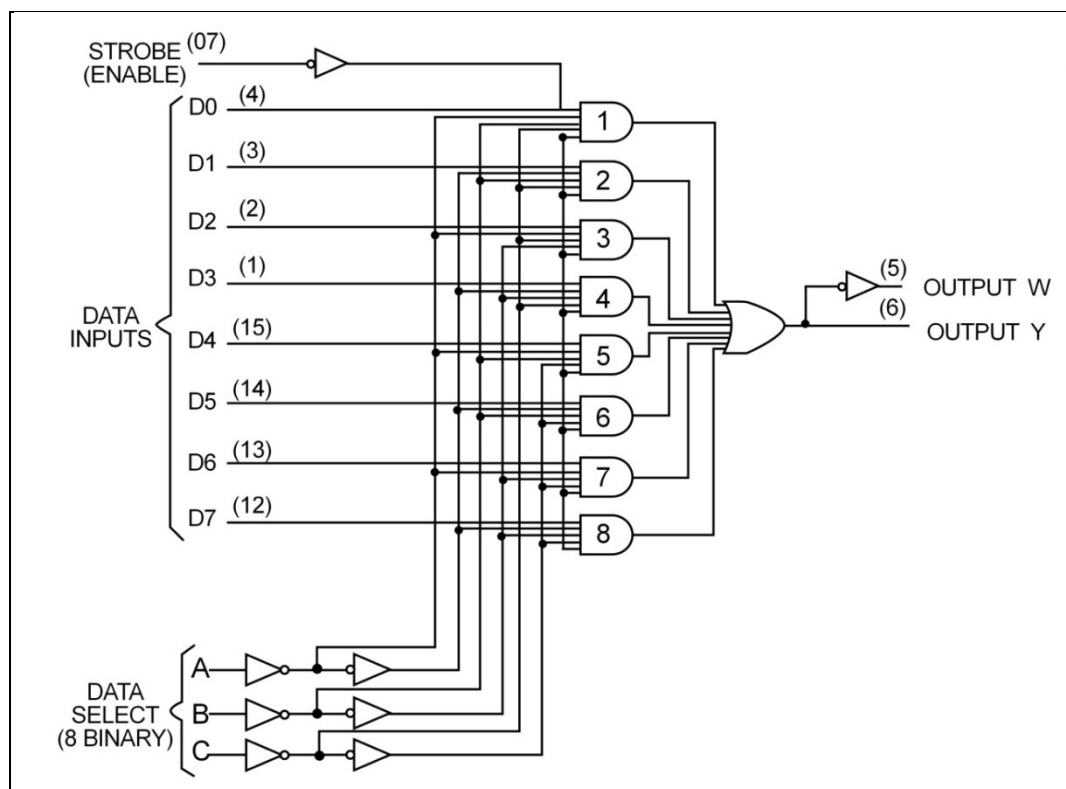 STROBE (07)
(ENABLE)
D0 (4)
1
D1 (3)
2
D2 (2)
3
D3 (1)
4
(5)
OUTPUT W
(6)
OUTPUT Y
DATA
INPUTS
D4 (15)
5
D5 (14)
6
D6 (13)
7
D7 (12)
8
A
DATA
SELECT
(8 BINARY)
B
C